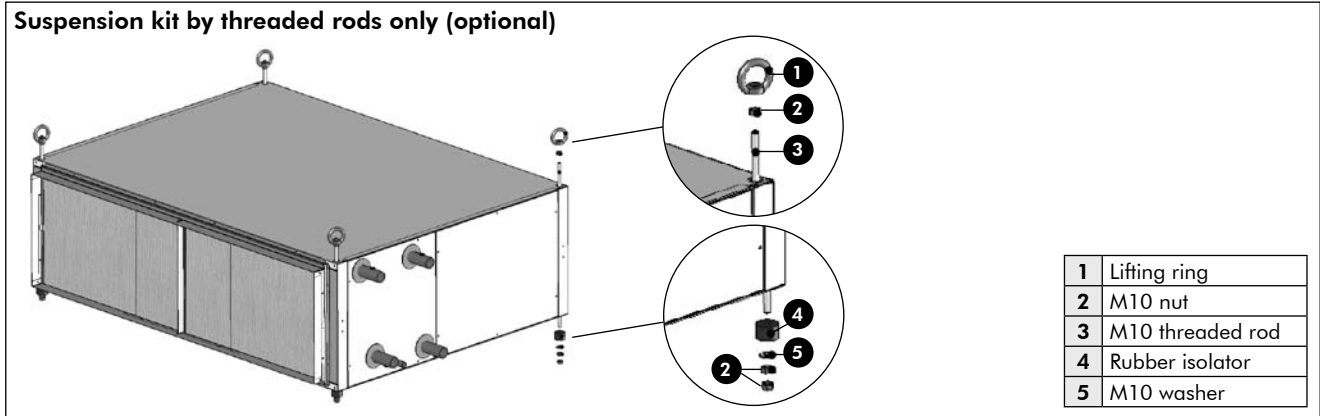 Suspension kit by threaded rods only (optional)
1
2
3
4
5
2
1 Lifting ring
2 M10 nut
3 M10 threaded rod
4 Rubber isolator
5 M10 washer